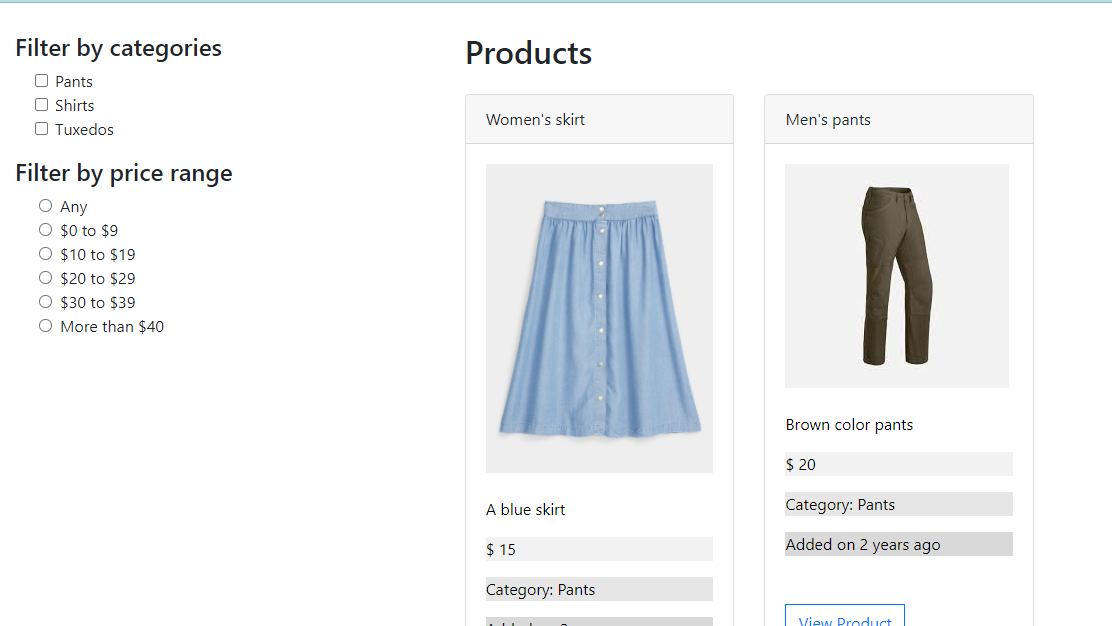 Filter by categories
Pants
Shirts
Tuxedos
Filter by price range
Any
$0 to $9
$10 to $19
$20 to $29
$30 to $39
More than $40
Products
Women's skirt
A blue skirt
$ 15
Category: Pants
Men's pants
Brown color pants
$ 20
Category: Pants
Added on 2 years ago
View Product